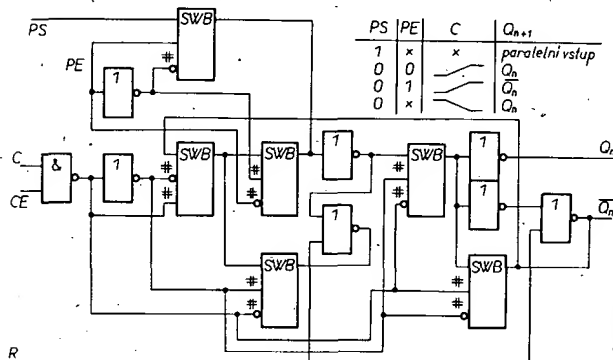 PS
SWB
PS PE C Qn+1
1 × × paralelní vstup
0 0 Qn
0 1 Qn
0 × Qn
PE
#
1
C
CE
&
1
#
#
SWB
SWB
#
1
1
SWB
#
#
1
1
Qn
1
Qn
#
#
SWB
#
#
SWB
R